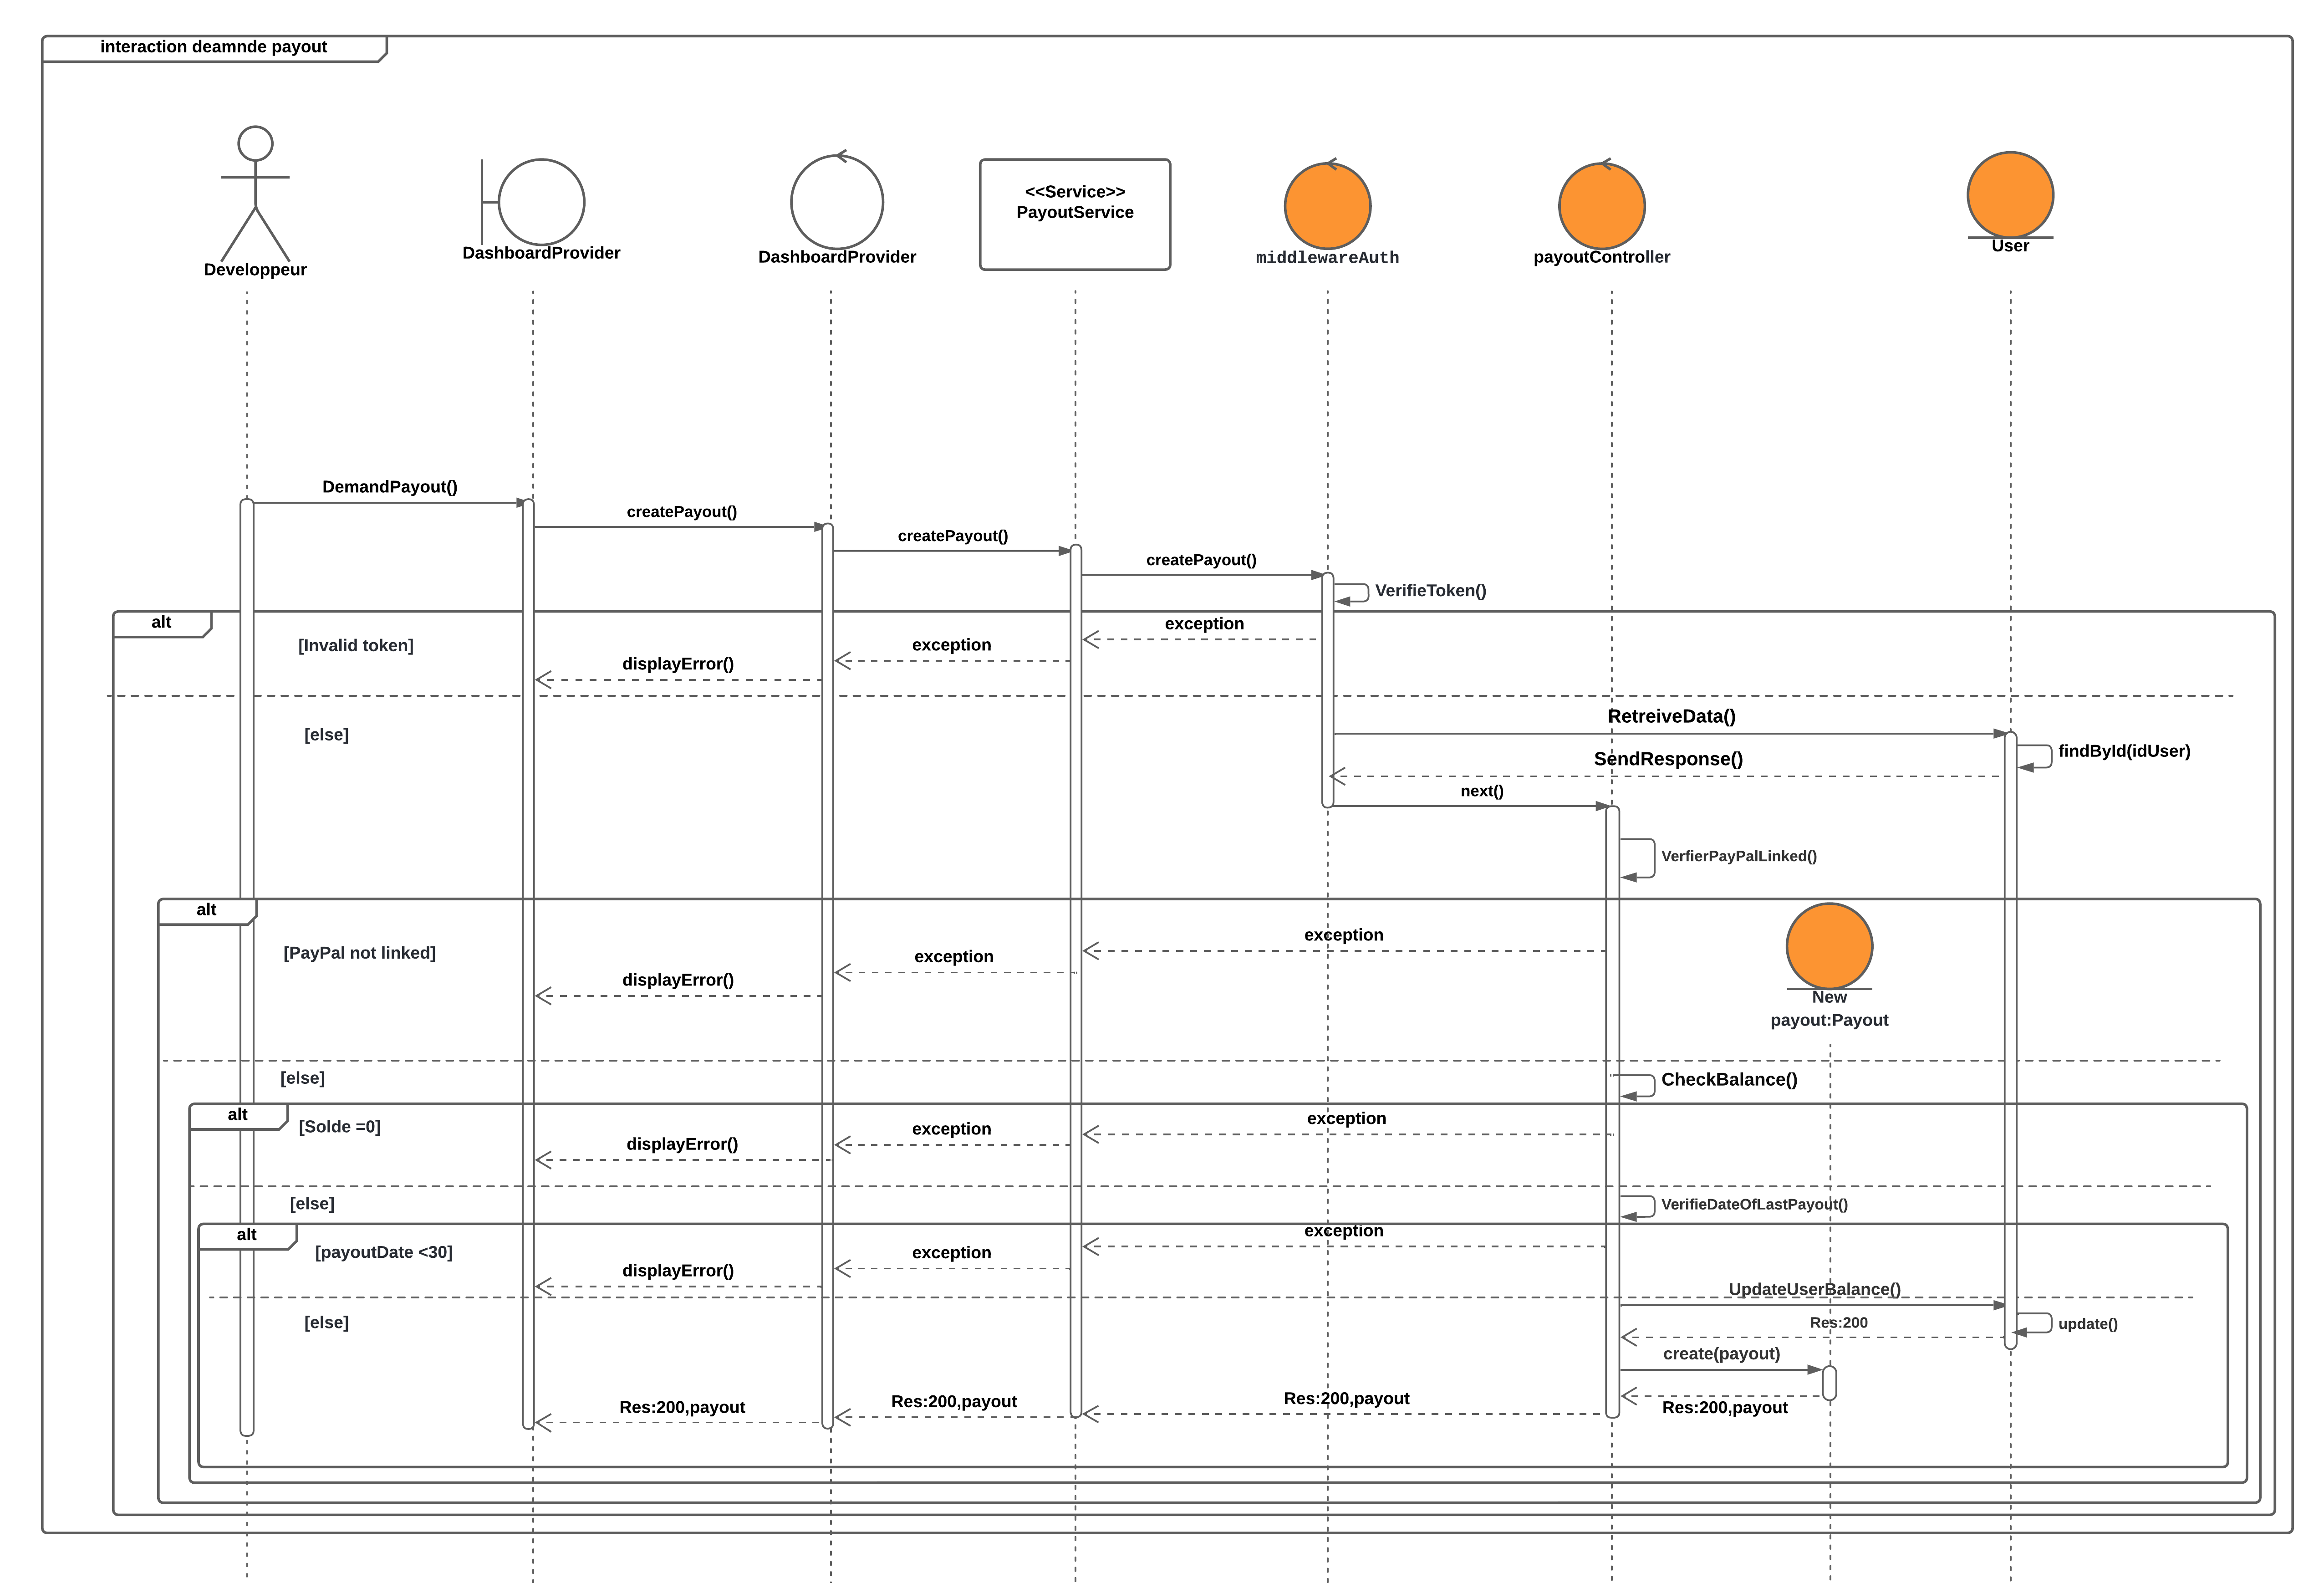 interaction deamnde payout
Developpeur
DashboardProvider
DashboardProvider
<<Service>>
PayoutService
middlewareAuth
payoutController
User
DemandPayout()
createPayout()
createPayout()
createPayout()
VerifieToken()
alt
[Invalid token]
exception
exception
displayError()
[else]
RetreiveData()
findById(idUser)
SendResponse()
next()
VerfierPayPalLinked()
alt
[PayPal not linked]
exception
exception
displayError()
New
payout:Payout
[else]
CheckBalance()
alt
[Solde =0]
exception
exception
displayError()
[else]
VerifieDateOfLastPayout()
alt
[payoutDate <30]
exception
exception
displayError()
UpdateUserBalance()
[else]
Res:200
update()
create(payout)
Res:200,payout
Res:200,payout
Res:200,payout
Res:200,payout